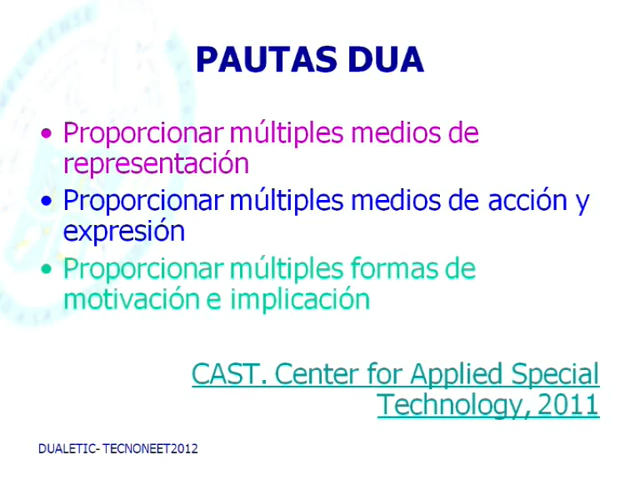 PAUTAS DUA
• Proporcionar múltiples medios de
representación
• Proporcionar múltiples medios de acción y
expresión
• Proporcionar múltiples formas de
motivación e implicación
CAST. Center for Applied Special
Technology, 2011
DUALETIC- TECNONEET2012